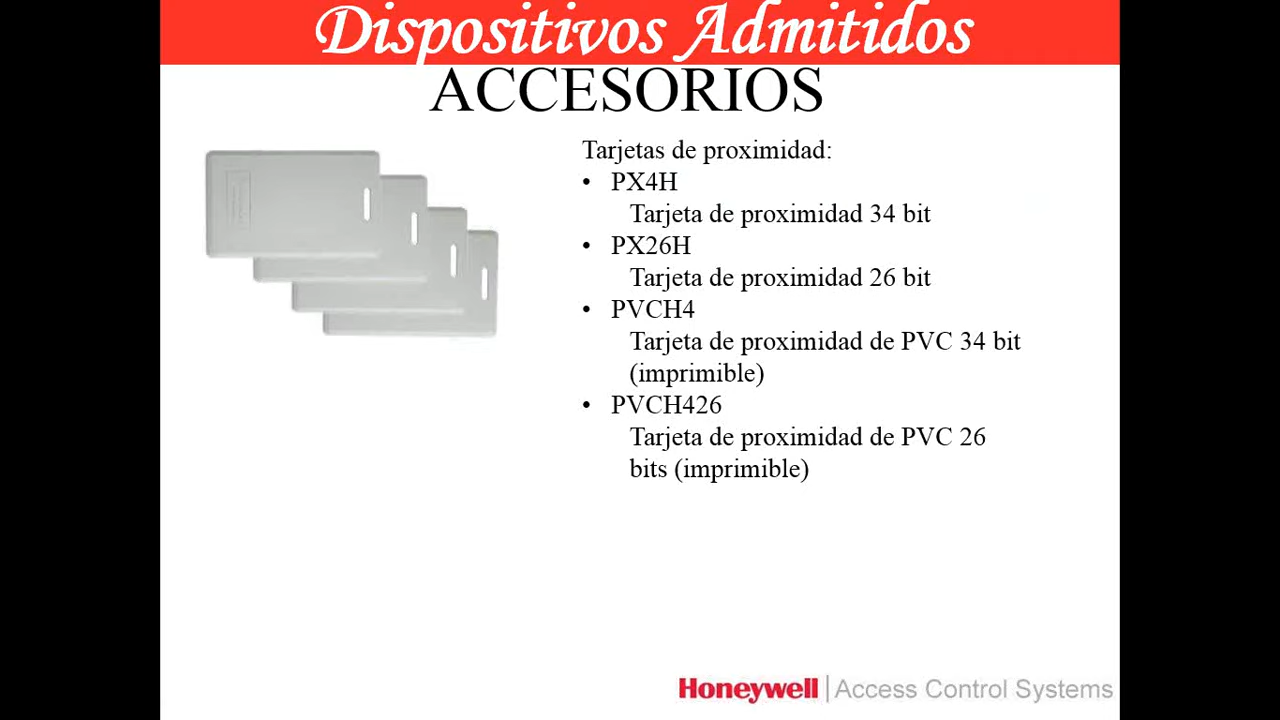 Dispositivos Admitidos
ACCESORIOS
Tarjetas de proximidad:
• PX4H
Tarjeta de proximidad 34 bit
• PX26H
Tarjeta de proximidad 26 bit
• PVCH4
Tarjeta de proximidad de PVC 34 bit
(imprimible)
• PVCH426
Tarjeta de proximidad de PVC 26
bits (imprimible)
Honeywell | Access Control Systems